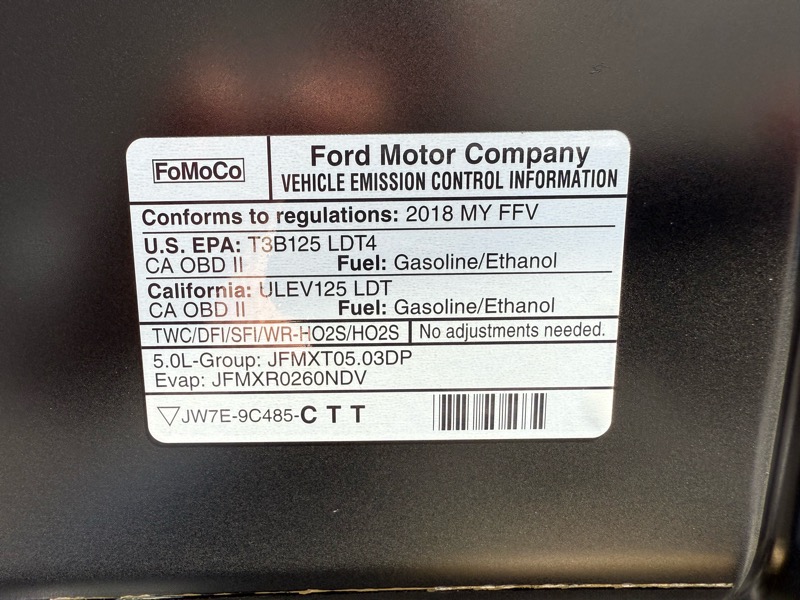 FoMoCo
Ford Motor Company
VEHICLE EMISSION CONTROL INFORMATION
Conforms to regulations: 2018 MY FFV
U.S. EPA: T3B125 LDT4
CA OBD II Fuel: Gasoline/Ethanol
California: ULEV125 LDT
CA OBD II Fuel: Gasoline/Ethanol
TWC/DFI/SFI/WR-HO2S/HO2S No adjustments needed.
5.0L-Group: JFMXT05.03DP
Evap: JFMXR0260NDV
JW7E-9C485-CTT